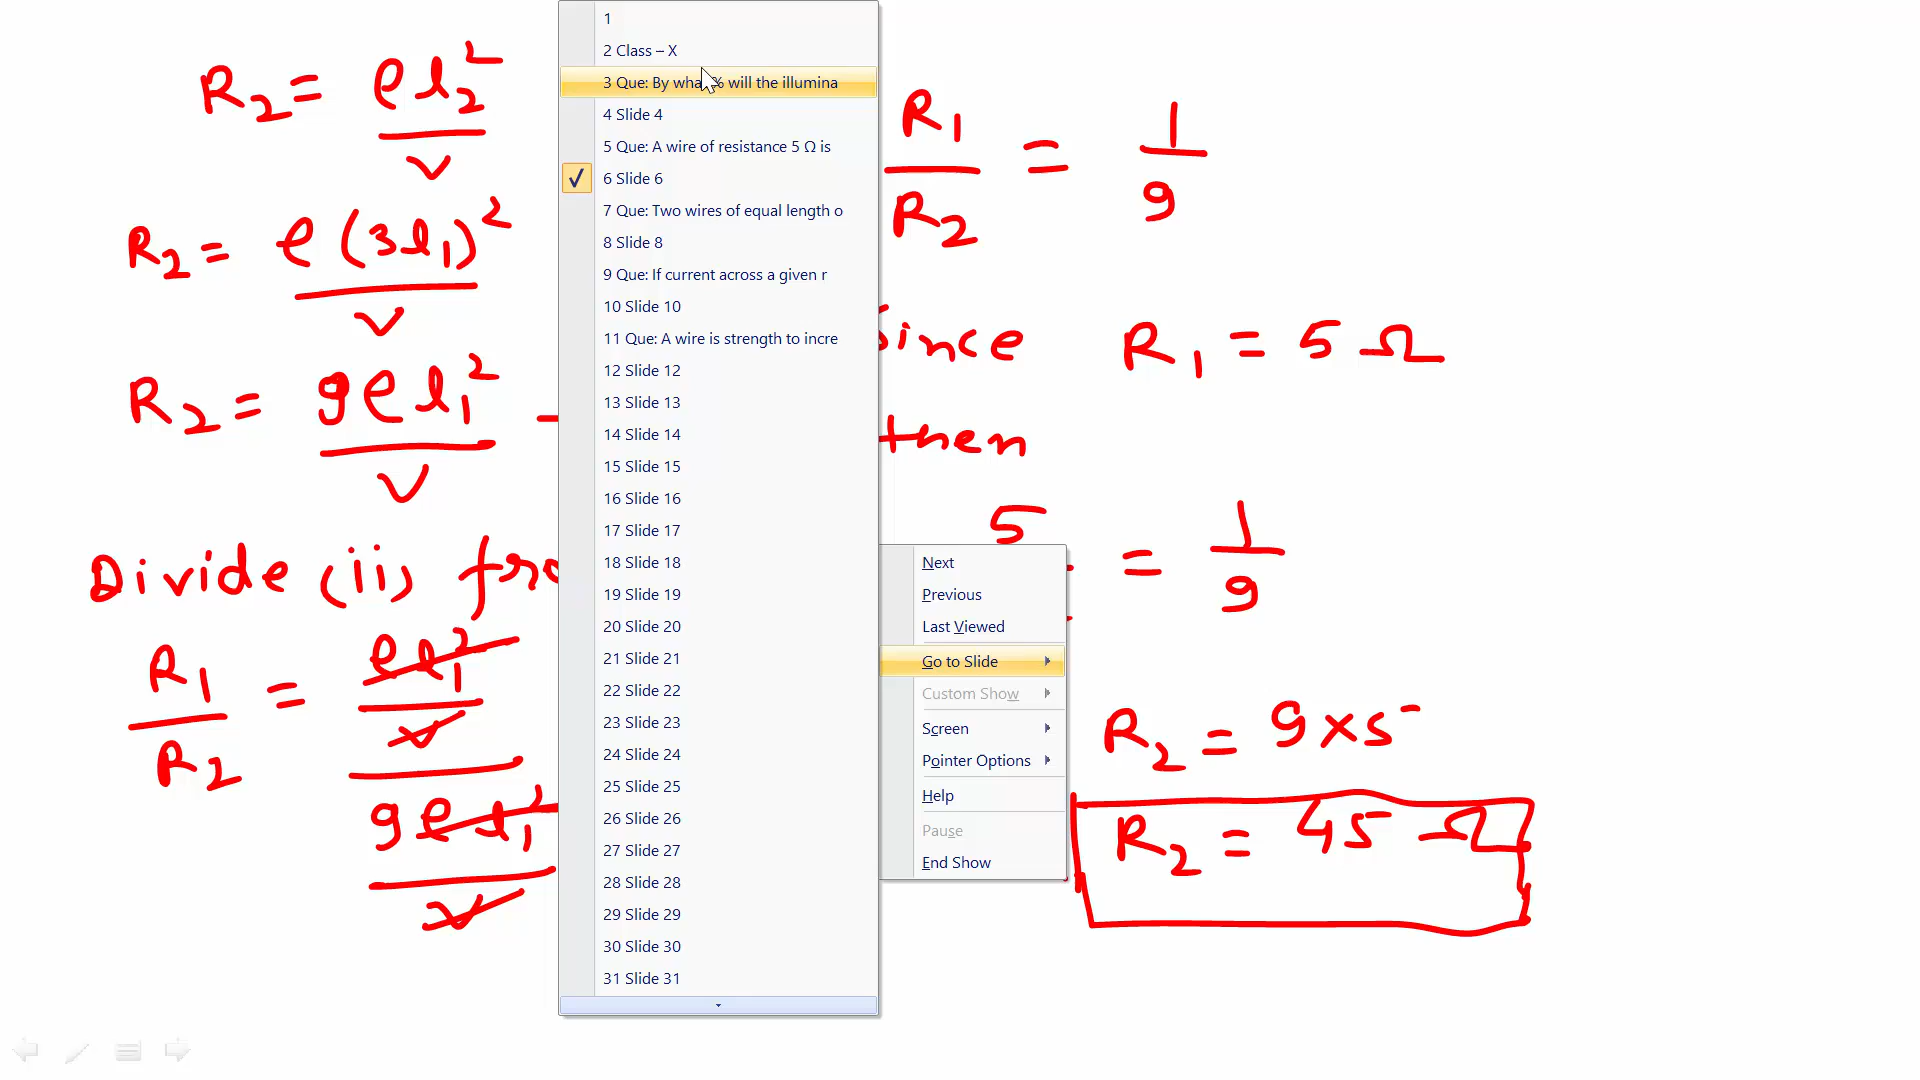 R₂ = ρl₂²/V
R₂ = ρ(3l₁)²/V
R₂ = 9ρl₁²/V –
Divide (ii) fro
R₁/R₂ = ρl₁²/V / 9ρl₁²/V
1
2 Class – X
3 Que: By wha % will the illumina
4 Slide 4
5 Que: A wire of resistance 5 Ω is
✓ 6 Slide 6
7 Que: Two wires of equal length o
8 Slide 8
9 Que: If current across a given r
10 Slide 10
11 Que: A wire is strength to incre
12 Slide 12
13 Slide 13
14 Slide 14
15 Slide 15
16 Slide 16
17 Slide 17
18 Slide 18
19 Slide 19
20 Slide 20
21 Slide 21
22 Slide 22
23 Slide 23
24 Slide 24
25 Slide 25
26 Slide 26
27 Slide 27
28 Slide 28
29 Slide 29
30 Slide 30
31 Slide 31
Next
Previous
Last Viewed
Go to Slide
Custom Show
Screen
Pointer Options
Help
Pause
End Show
R₁/R₂ = 1/9
Since R₁ = 5 Ω
then
5 = 1/9
R₂ = 9×5
R₂ = 45 Ω